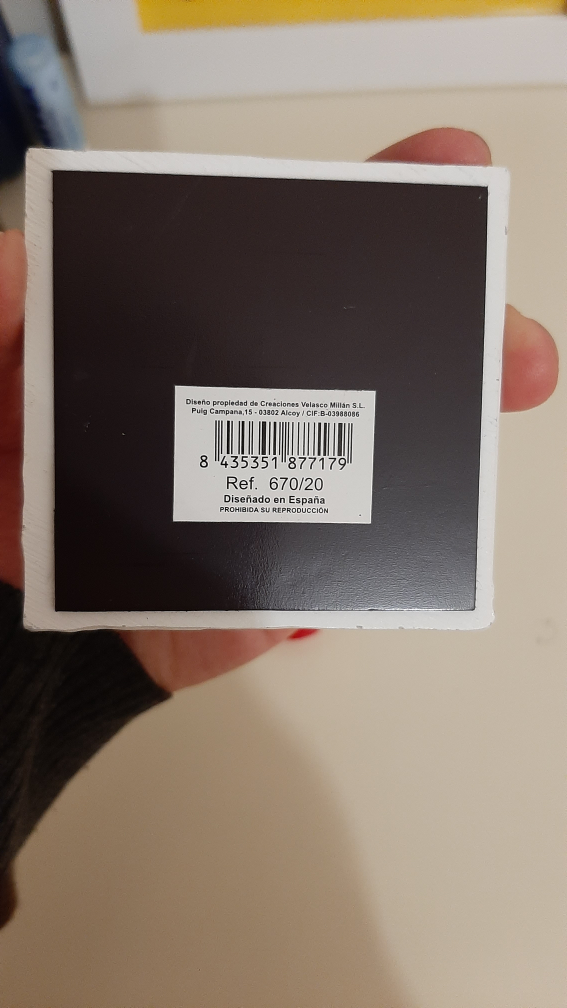 Diseño propiedad de Creaciones Velasco Millán S.L.
Puig Campana,15 - 03802 Alcoy / CIF:B-03988086
8 435351 877179
Ref. 670/20
Diseñado en España
PROHIBIDA SU REPRODUCCIÓN